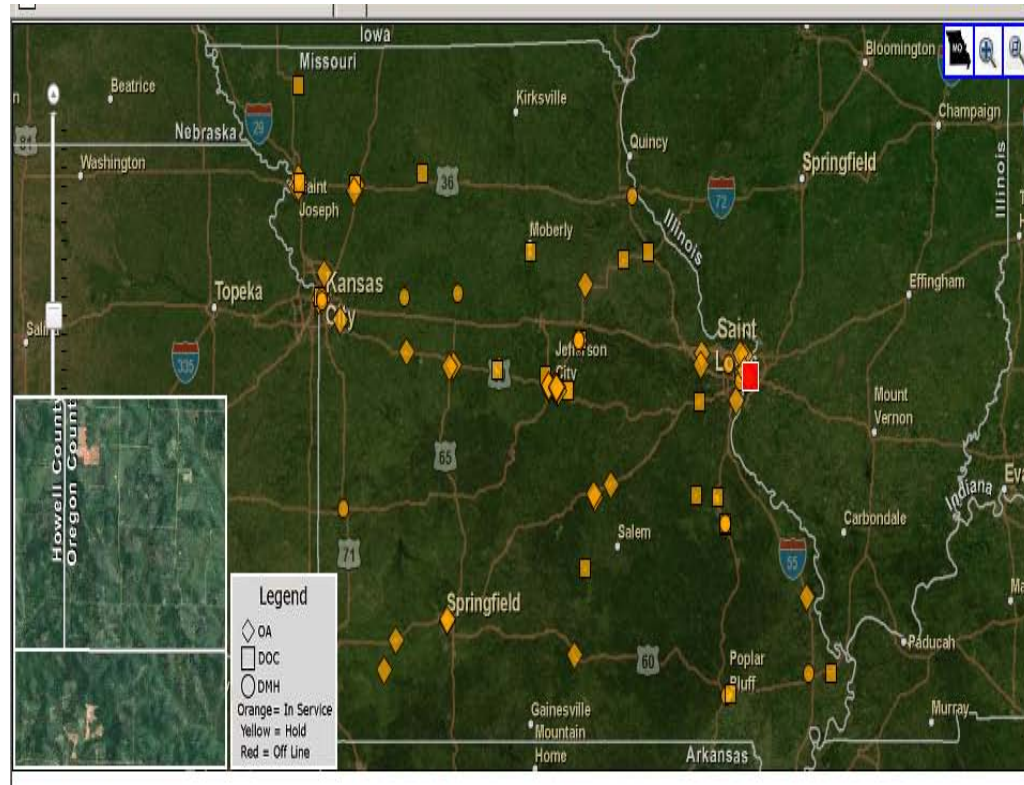 Iowa
Missouri
Bloomington
MO
Beatrice
Kirksville
Champaign
29
Nebraska
81
Quincy
Washington
Springfield
36
Saint
Joseph
72
Illinois
Illinois
Moberly
Effingham
Topeka
Kansas
City
Saint
L
335
Jefferson
City
Mount
Vernon
Howell County
Oregon County
65
Indiana
Carbondale
Salem
71
55
Legend
OA
DOC
DMH
Orange= In Service
Yellow = Hold
Red = Off Line
Springfield
60
Poplar
Bluff
Paducah
Gainesville
Mountain
Home
Murray
Arkansas